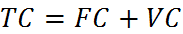 TC = FC + VC